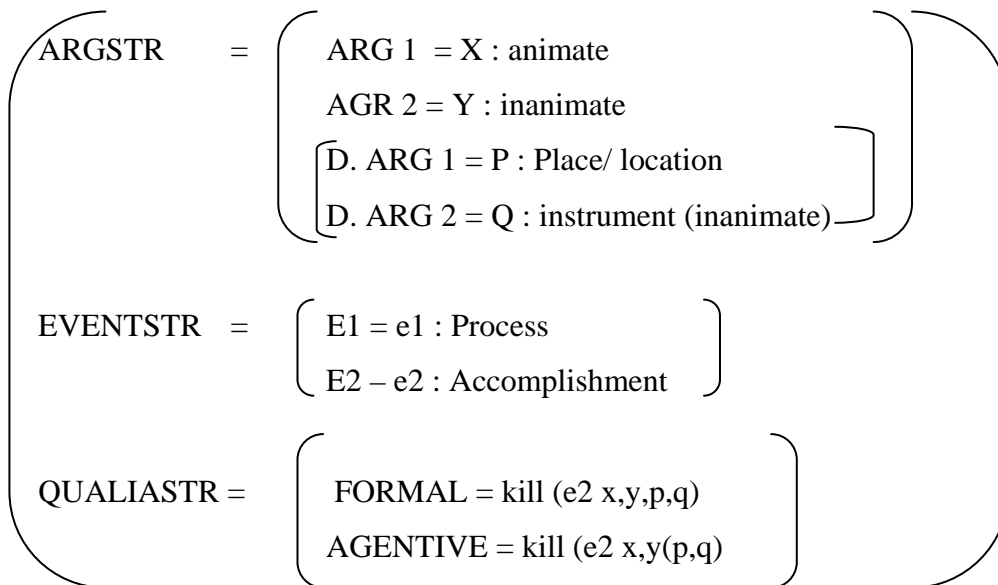 ARGSTR = ARG 1 = X : animate
AGR 2 = Y : inanimate
D. ARG 1 = P : Place/ location
D. ARG 2 = Q : instrument (inanimate)
EVENTSTR = E1 = e1 : Process
E2 – e2 : Accomplishment
QUALIASTR = FORMAL = kill (e2 x,y,p,q)
AGENTIVE = kill (e2 x,y(p,q)